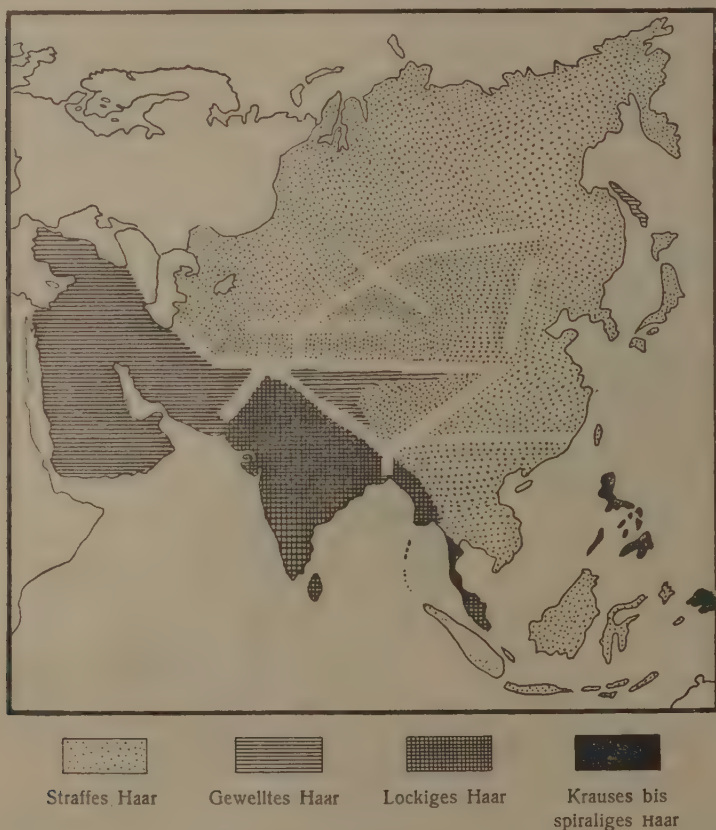 Straffes Haar
Gewelltes Haar
Lockiges Haar
Krauses bis
spiraliges Haar